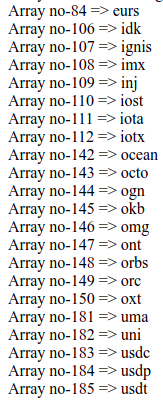 Array no-84 => eurs
Array no-106 => idk
Array no-107 => ignis
Array no-108 => imx
Array no-109 => inj
Array no-110 => iost
Array no-111 => iota
Array no-112 => iotx
Array no-142 => ocean
Array no-143 => octo
Array no-144 => ogn
Array no-145 => okb
Array no-146 => omg
Array no-147 => ont
Array no-148 => orbs
Array no-149 => orc
Array no-150 => oxt
Array no-181 => uma
Array no-182 => uni
Array no-183 => usdc
Array no-184 => usdp
Array no-185 => usdt